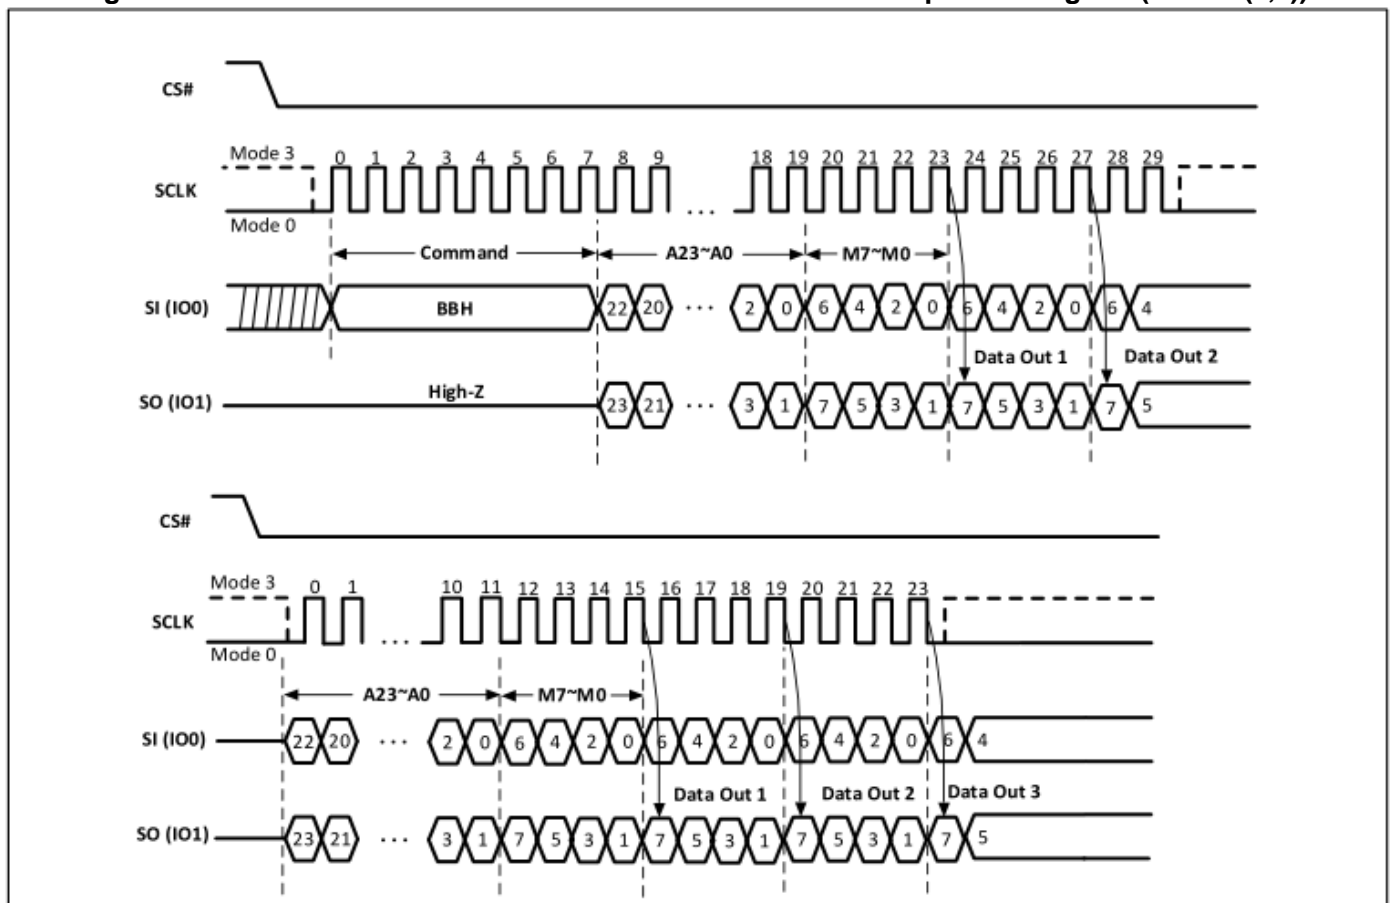 CS#
Mode 3
0 1 2 3 4 5 6 7 8 9 18 19 20 21 22 23 24 25 26 27 28 29
SCLK
...
Mode 0
Command A23~A0 M7~M0
SI (IO0) BBH 22 20 ... 2 0 6 4 2 0 6 4 2 0 6 4
Data Out 1 Data Out 2
SO (IO1) High-Z 23 21 ... 3 1 7 5 3 1 7 5 3 1 7 5
CS#
Mode 3
0 1 10 11 12 13 14 15 16 17 18 19 20 21 22 23
SCLK
...
Mode 0
A23~A0 M7~M0
SI (IO0) 22 20 ... 2 0 6 4 2 0 6 4 2 0 6 4 2 0 6 4
Data Out 1 Data Out 2 Data Out 3
SO (IO1) 23 21 ... 3 1 7 5 3 1 7 5 3 1 7 5 3 1 7 5